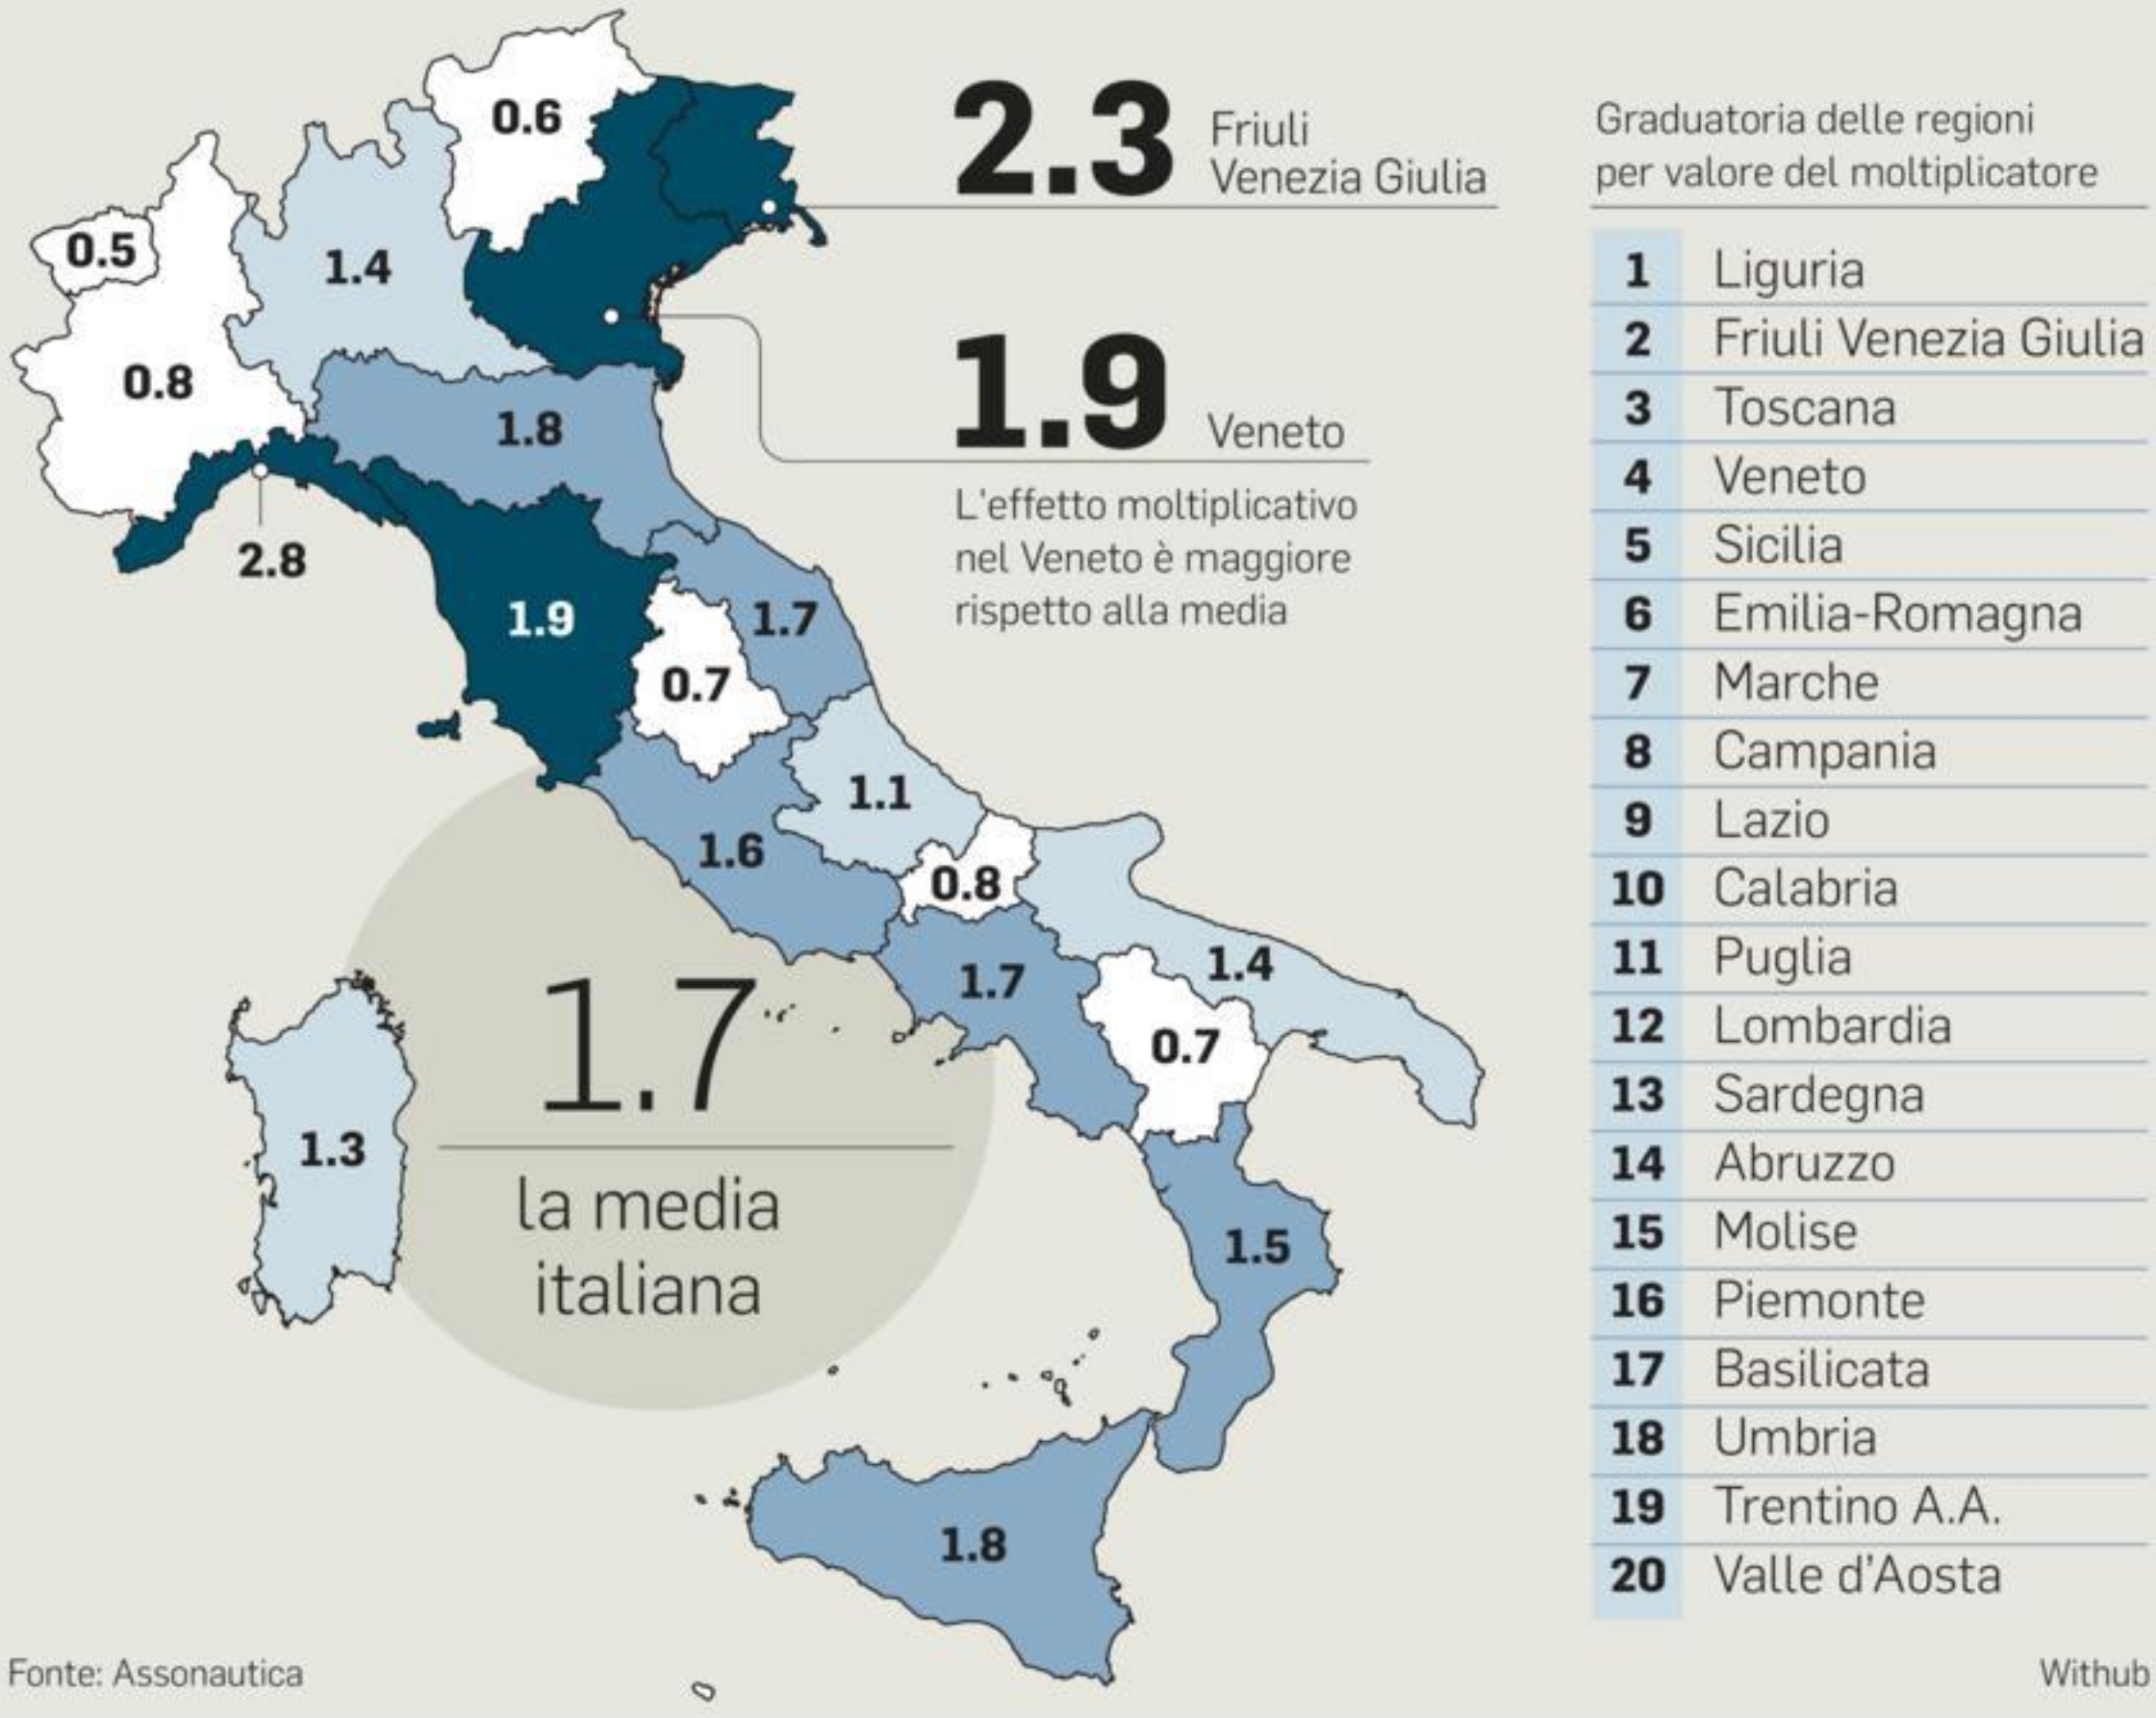 0.6
2.3
Friuli
Venezia Giulia
0.5
1.4
0.8
1.9
Veneto
1.8
L'effetto moltiplicativo
nel Veneto è maggiore
rispetto alla media
2.8
1.9
1.7
0.7
1.1
1.6
0.8
1.4
1.7
0.7
1.7
la media
italiana
1.3
1.5
1.8
Graduatoria delle regioni
per valore del moltiplicatore
1 Liguria
2 Friuli Venezia Giulia
3 Toscana
4 Veneto
5 Sicilia
6 Emilia-Romagna
7 Marche
8 Campania
9 Lazio
10 Calabria
11 Puglia
12 Lombardia
13 Sardegna
14 Abruzzo
15 Molise
16 Piemonte
17 Basilicata
18 Umbria
19 Trentino A.A.
20 Valle d'Aosta
Fonte: Assonautica
Withub